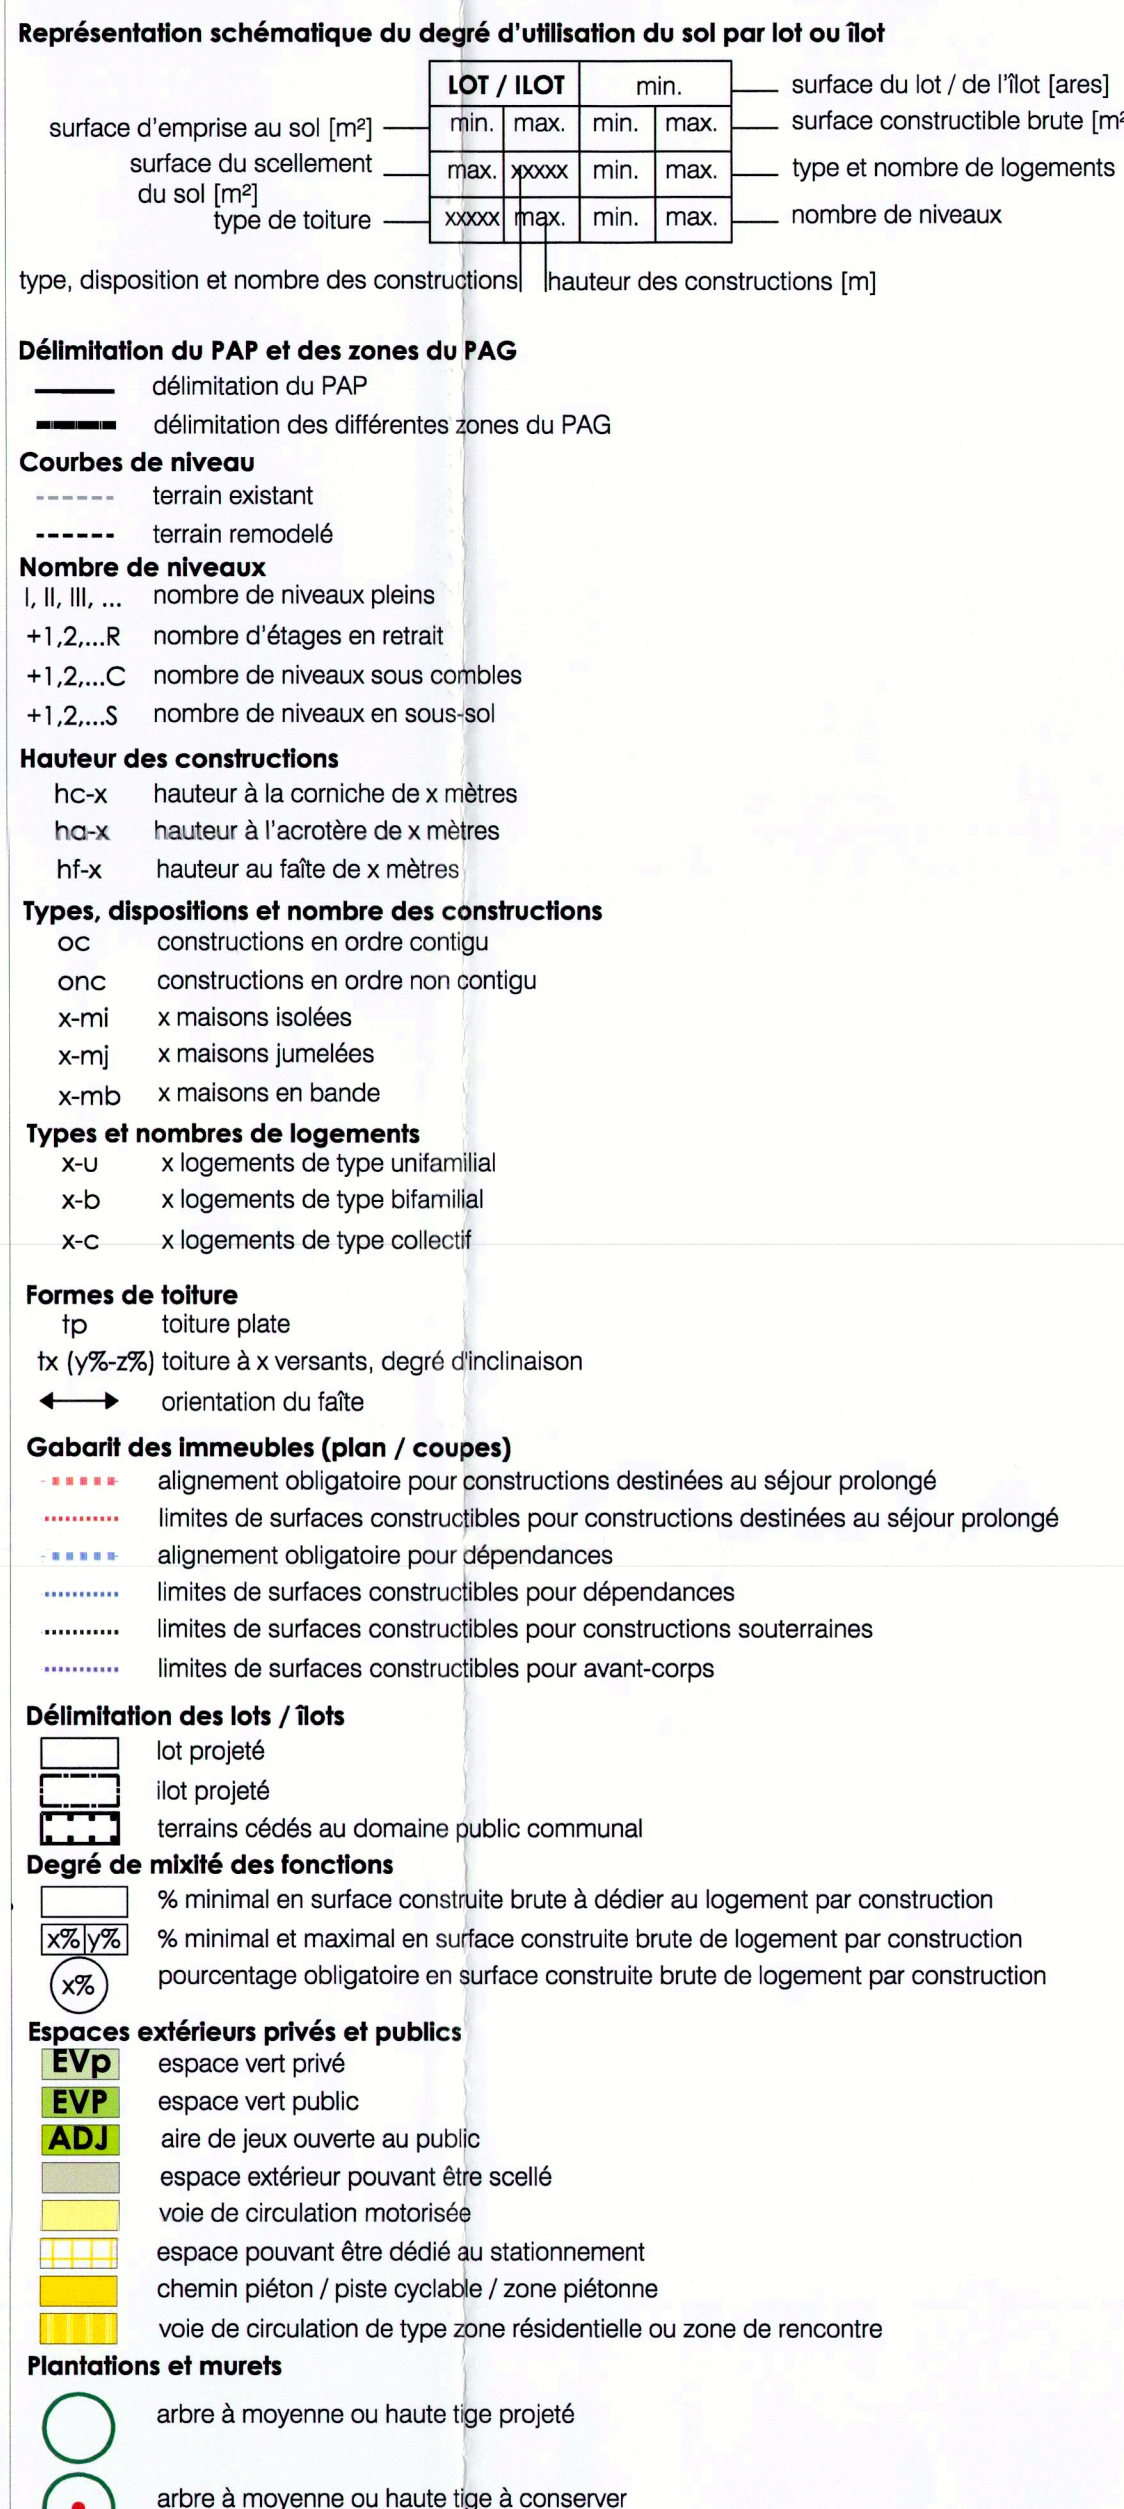 Représentation schématique du degré d'utilisation du sol par lot ou îlot
LOT / ILOT min. surface du lot / de l'îlot [ares]
surface d'emprise au sol [m²] min. max. min. max. surface constructible brute [m²
surface du scellement
du sol [m²] max. xxxxx min. max. type et nombre de logements
type de toiture xxxxx max. min. max. nombre de niveaux
type, disposition et nombre des constructions hauteur des constructions [m]
Délimitation du PAP et des zones du PAG
délimitation du PAP
délimitation des différentes zones du PAG
Courbes de niveau
terrain existant
terrain remodelé
Nombre de niveaux
I, II, III, ... nombre de niveaux pleins
+1,2,...R nombre d'étages en retrait
+1,2,...C nombre de niveaux sous combles
+1,2,...S nombre de niveaux en sous-sol
Hauteur des constructions
hc-x hauteur à la corniche de x mètres
ha-x hauteur à l'acrotère de x mètres
hf-x hauteur au faîte de x mètres
Types, dispositions et nombre des constructions
oc constructions en ordre contigu
onc constructions en ordre non contigu
x-mi x maisons isolées
x-mj x maisons jumelées
x-mb x maisons en bande
Types et nombres de logements
x-u x logements de type unifamilial
x-b x logements de type bifamilial
x-c x logements de type collectif
Formes de toiture
tp toiture plate
tx (y%-z%) toiture à x versants, degré d'inclinaison
orientation du faîte
Gabarit des immeubles (plan / coupes)
alignement obligatoire pour constructions destinées au séjour prolongé
limites de surfaces constructibles pour constructions destinées au séjour prolongé
alignement obligatoire pour dépendances
limites de surfaces constructibles pour dépendances
limites de surfaces constructibles pour constructions souterraines
limites de surfaces constructibles pour avant-corps
Délimitation des lots / îlots
lot projeté
ilot projeté
terrains cédés au domaine public communal
Degré de mixité des fonctions
% minimal en surface construite brute à dédier au logement par construction
x% y% % minimal et maximal en surface construite brute de logement par construction
x% pourcentage obligatoire en surface construite brute de logement par construction
Espaces extérieurs privés et publics
EVp espace vert privé
EVP espace vert public
ADJ aire de jeux ouverte au public
espace extérieur pouvant être scellé
voie de circulation motorisée
espace pouvant être dédié au stationnement
chemin piéton / piste cyclable / zone piétonne
voie de circulation de type zone résidentielle ou zone de rencontre
Plantations et murets
arbre à moyenne ou haute tige projeté
arbre à moyenne ou haute tige à conserver